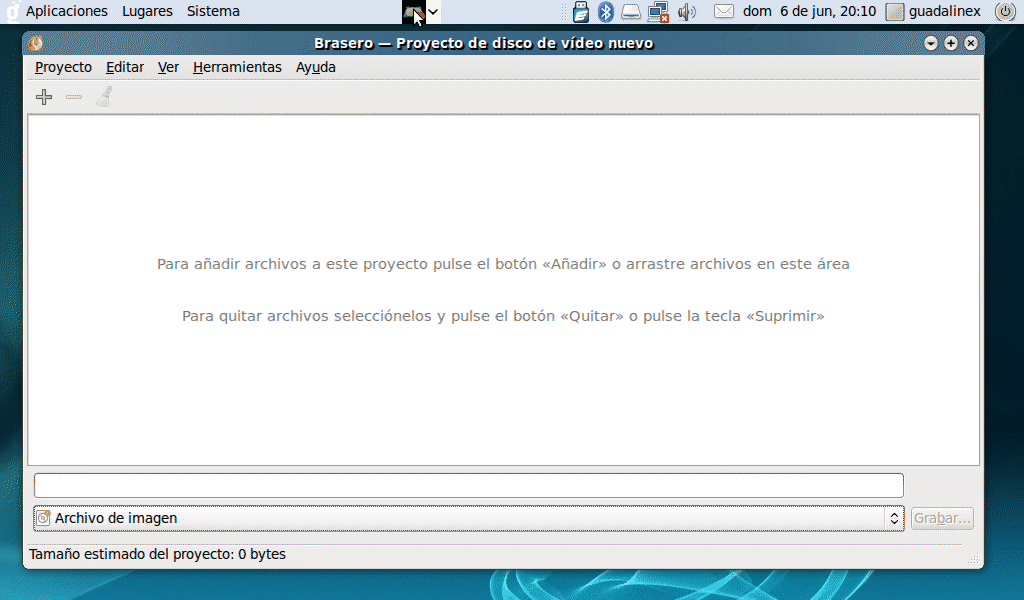 Aplicaciones Lugares Sistema dom 6 de jun, 20:10 guadalinex
Brasero — Proyecto de disco de vídeo nuevo
Proyecto Editar Ver Herramientas Ayuda
Para añadir archivos a este proyecto pulse el botón «Añadir» o arrastre archivos en este área
Para quitar archivos selecciónelos y pulse el botón «Quitar» o pulse la tecla «Suprimir»
Archivo de imagen Grabar...
Tamaño estimado del proyecto: 0 bytes